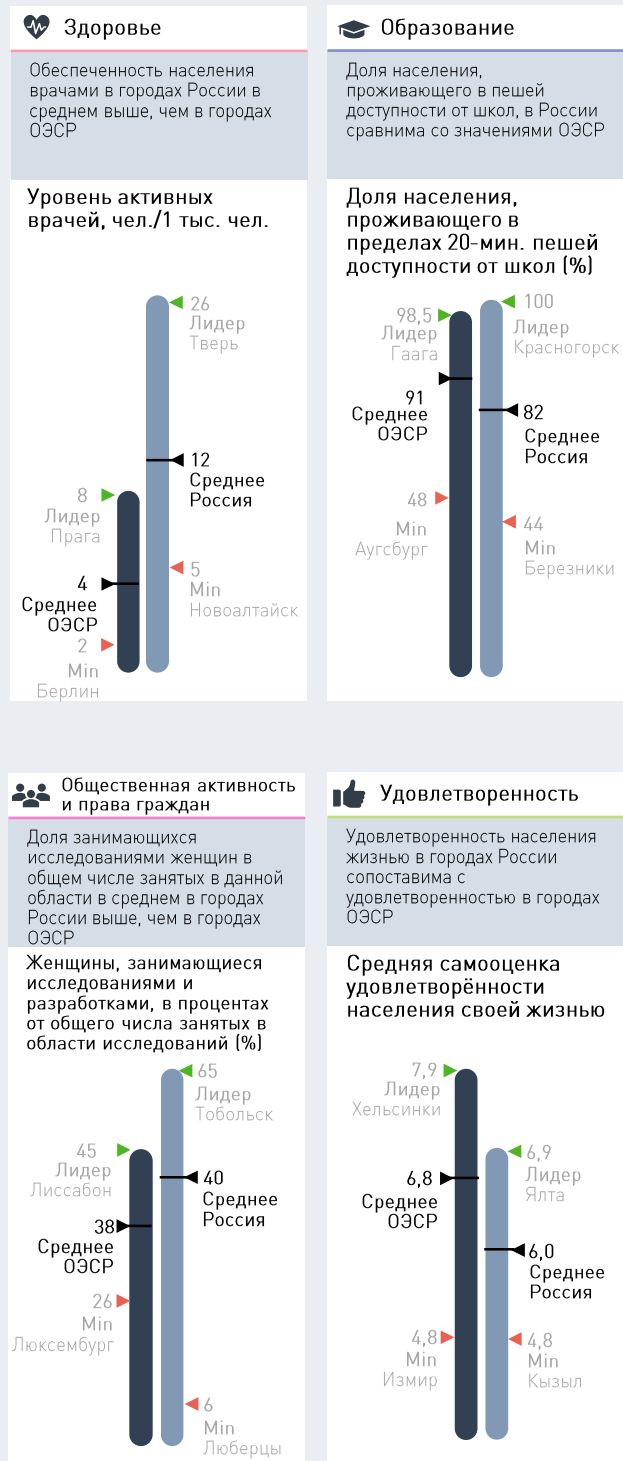 Здоровье
Обеспеченность населения
врачами в городах России в
среднем выше, чем в городах
ОЭСР
Уровень активных
врачей, чел./1 тыс. чел.
26
Лидер
Тверь
12
Среднее
Россия
8
Лидер
Прага
5
Min
Новоалтайск
4
Среднее
ОЭСР
2
Min
Берлин
Образование
Доля населения,
проживающего в пешей
доступности от школ, в России
сравнима со значениями ОЭСР
Доля населения,
проживающего в
пределах 20-мин. пешей
доступности от школ (%)
98,5
Лидер
Гаага
100
Лидер
Красногорск
91
Среднее
ОЭСР
82
Среднее
Россия
48
Min
Аугсбург
44
Min
Березники
Общественная активность
и права граждан
Доля занимающихся
исследованиями женщин в
общем числе занятых в данной
области в среднем в городах
России выше, чем в городах
ОЭСР
Женщины, занимающиеся
исследованиями и
разработками, в процентах
от общего числа занятых в
области исследований (%)
65
Лидер
Тобольск
45
Лидер
Лиссабон
40
Среднее
Россия
38
Среднее
ОЭСР
26
Min
Люксембург
6
Min
Люберцы
Удовлетворенность
Удовлетворенность населения
жизнью в городах России
сопоставима с
удовлетворенностью в городах
ОЭСР
Средняя самооценка
удовлетворённости
населения своей жизнью
7,9
Лидер
Хельсинки
6,9
Лидер
Ялта
6,8
Среднее
ОЭСР
6,0
Среднее
Россия
4,8
Min
Измир
4,8
Min
Кызыл